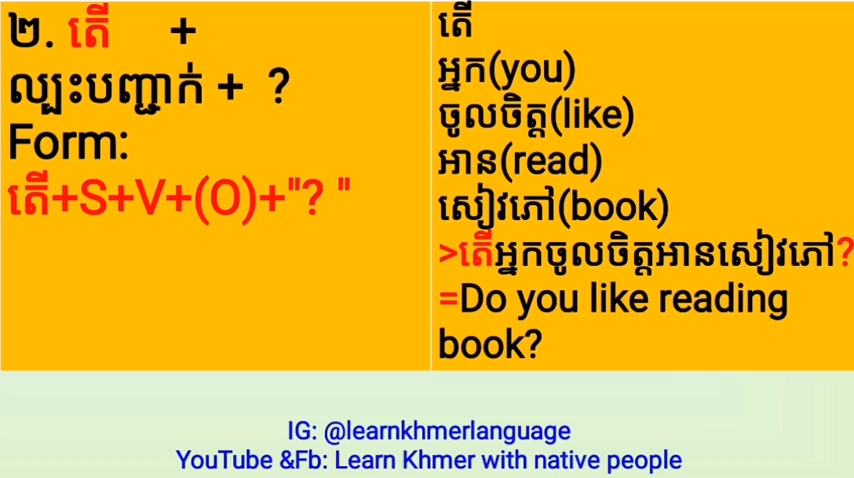 ២. តើ +
ល្បះបញ្ជាក់ + ?
Form:
តើ+S+V+(O)+"? "
តើ
អ្នក(you)
ចូលចិត្ត(like)
អាន(read)
សៀវភៅ(book)
>តើអ្នកចូលចិត្តអានសៀវភៅ?
=Do you like reading
book?
IG: @learnkhmerlanguage
YouTube &Fb: Learn Khmer with native people